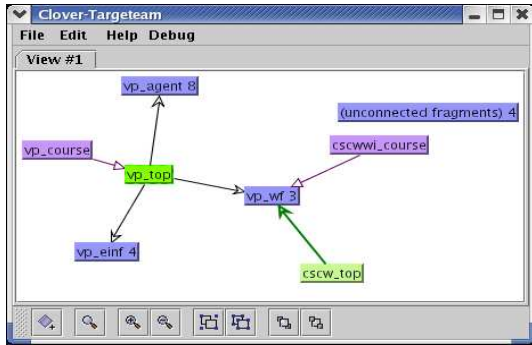 Clover-Targeteam
File Edit Help Debug
View #1
vp_agent 8
(unconnected fragments) 4
vp_course
cscwwi_course
vp_top
vp_wf 3
vp_einf 4
cscw_top